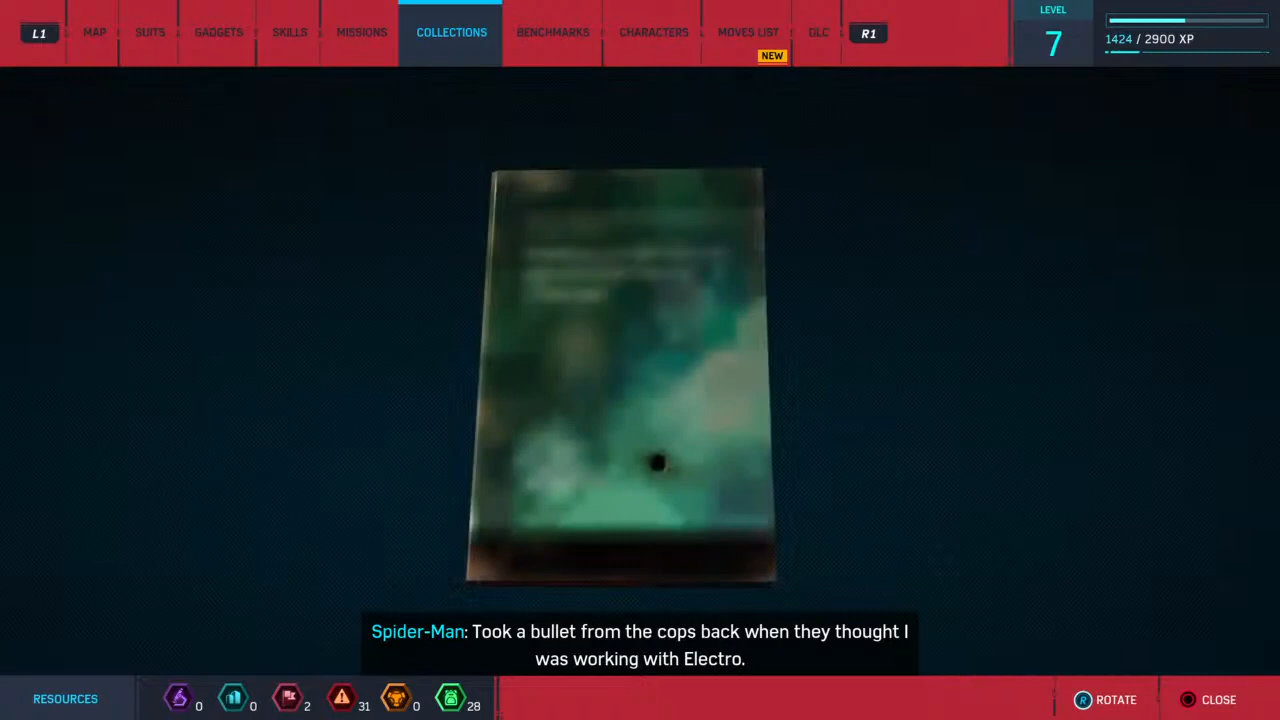 L1 MAP SUITS GADGETS SKILLS MISSIONS COLLECTIONS BENCHMARKS CHARACTERS MOVES LIST DLC R1
NEW
LEVEL
7
1424 / 2900 XP
Spider-Man: Took a bullet from the cops back when they thought I
was working with Electro.
RESOURCES 0 0 2 31 0 28
R ROTATE CLOSE